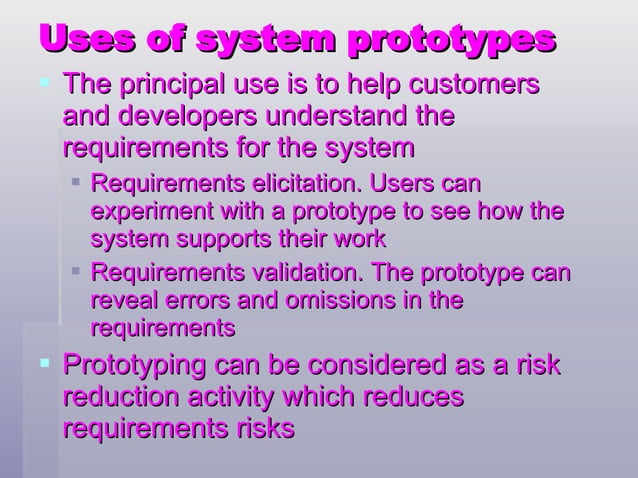 Uses of system prototypes
The principal use is to help customers
and developers understand the
requirements for the system
Requirements elicitation. Users can
experiment with a prototype to see how the
system supports their work
Requirements validation. The prototype can
reveal errors and omissions in the
requirements
Prototyping can be considered as a risk
reduction activity which reduces
requirements risks